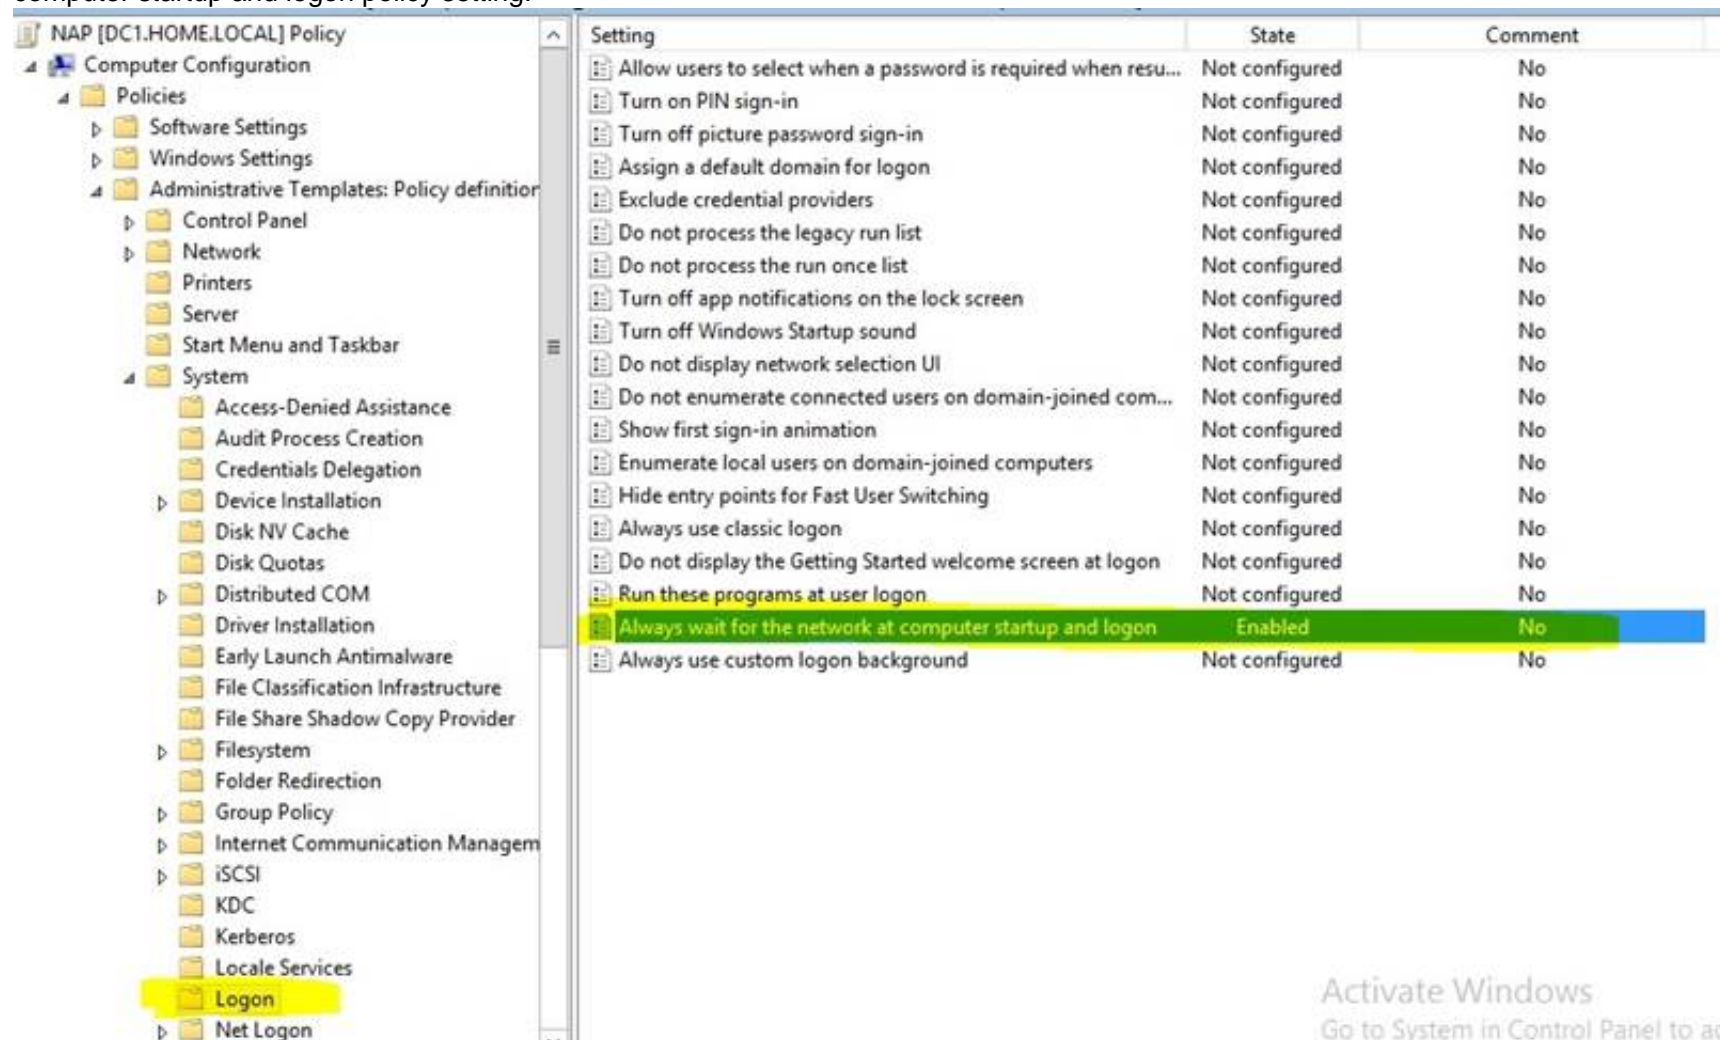 computer startup and logon policy setting.
NAP [DC1.HOME.LOCAL] Policy
Computer Configuration
Policies
Software Settings
Windows Settings
Administrative Templates: Policy definition
Control Panel
Network
Printers
Server
Start Menu and Taskbar
System
Access-Denied Assistance
Audit Process Creation
Credentials Delegation
Device Installation
Disk NV Cache
Disk Quotas
Distributed COM
Driver Installation
Early Launch Antimalware
File Classification Infrastructure
File Share Shadow Copy Provider
Filesystem
Folder Redirection
Group Policy
Internet Communication Managem
iSCSI
KDC
Kerberos
Locale Services
Logon
Net Logon
Setting State Comment
Allow users to select when a password is required when resu... Not configured No
Turn on PIN sign-in Not configured No
Turn off picture password sign-in Not configured No
Assign a default domain for logon Not configured No
Exclude credential providers Not configured No
Do not process the legacy run list Not configured No
Do not process the run once list Not configured No
Turn off app notifications on the lock screen Not configured No
Turn off Windows Startup sound Not configured No
Do not display network selection UI Not configured No
Do not enumerate connected users on domain-joined com... Not configured No
Show first sign-in animation Not configured No
Enumerate local users on domain-joined computers Not configured No
Hide entry points for Fast User Switching Not configured No
Always use classic logon Not configured No
Do not display the Getting Started welcome screen at logon Not configured No
Run these programs at user logon Not configured No
Always wait for the network at computer startup and logon Enabled No
Always use custom logon background Not configured No
Activate Windows
Go to System in Control Panel to ac